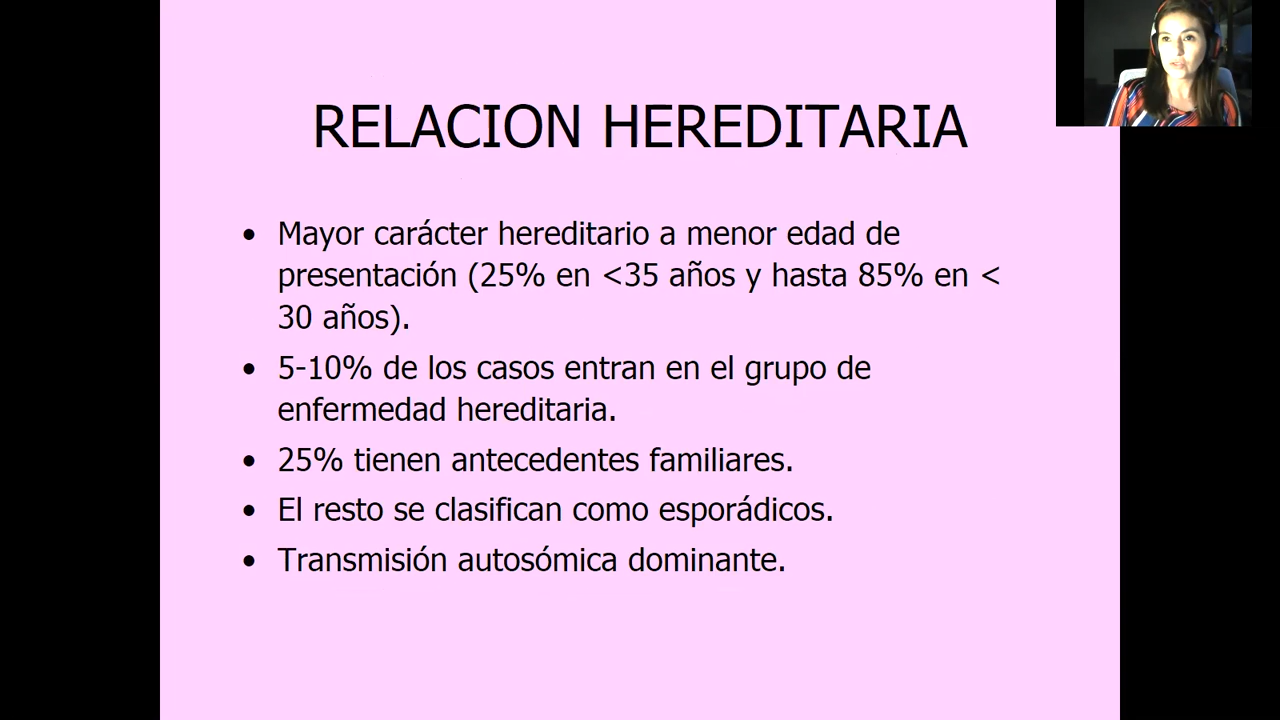 RELACION HEREDITARIA
• Mayor carácter hereditario a menor edad de
presentación (25% en <35 años y hasta 85% en <
30 años).
• 5-10% de los casos entran en el grupo de
enfermedad hereditaria.
• 25% tienen antecedentes familiares.
• El resto se clasifican como esporádicos.
• Transmisión autosómica dominante.